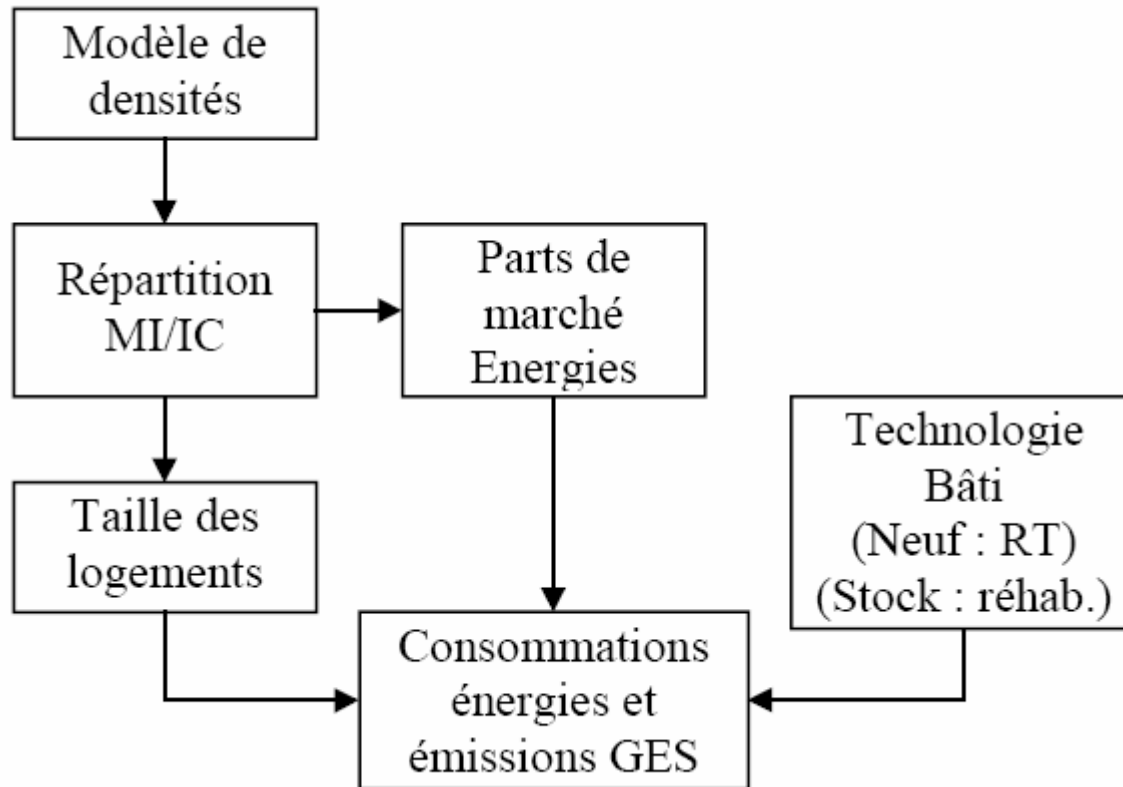 Modèle de
densités
Répartition
MI/IC
Parts de
marché
Energies
Taille des
logements
Technologie
Bâti
(Neuf : RT)
(Stock : réhab.)
Consommations
énergies et
émissions GES